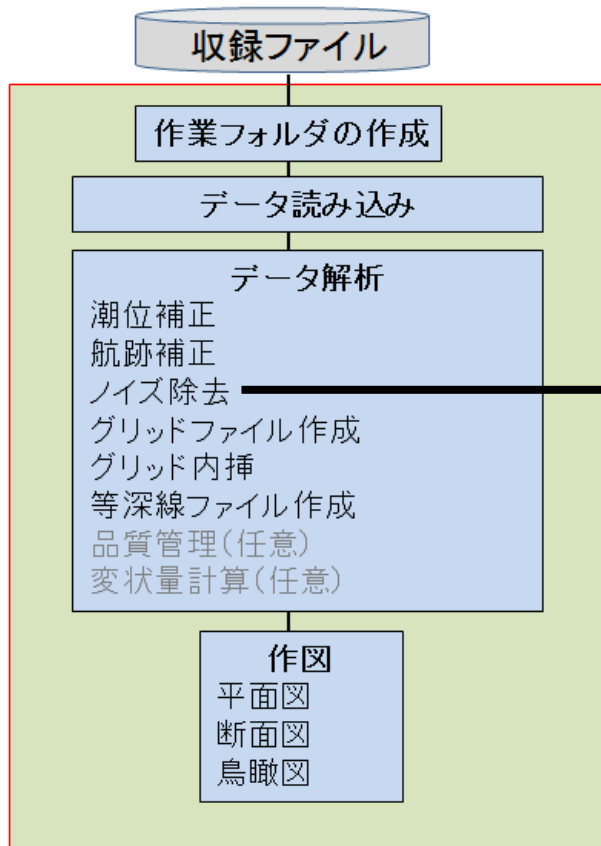 収録ファイル
作業フォルダの作成
データ読み込み
データ解析
潮位補正
航跡補正
ノイズ除去
グリッドファイル作成
グリッド内挿
等深線ファイル作成
品質管理(任意)
変状量計算(任意)
作図
平面図
断面図
鳥瞰図